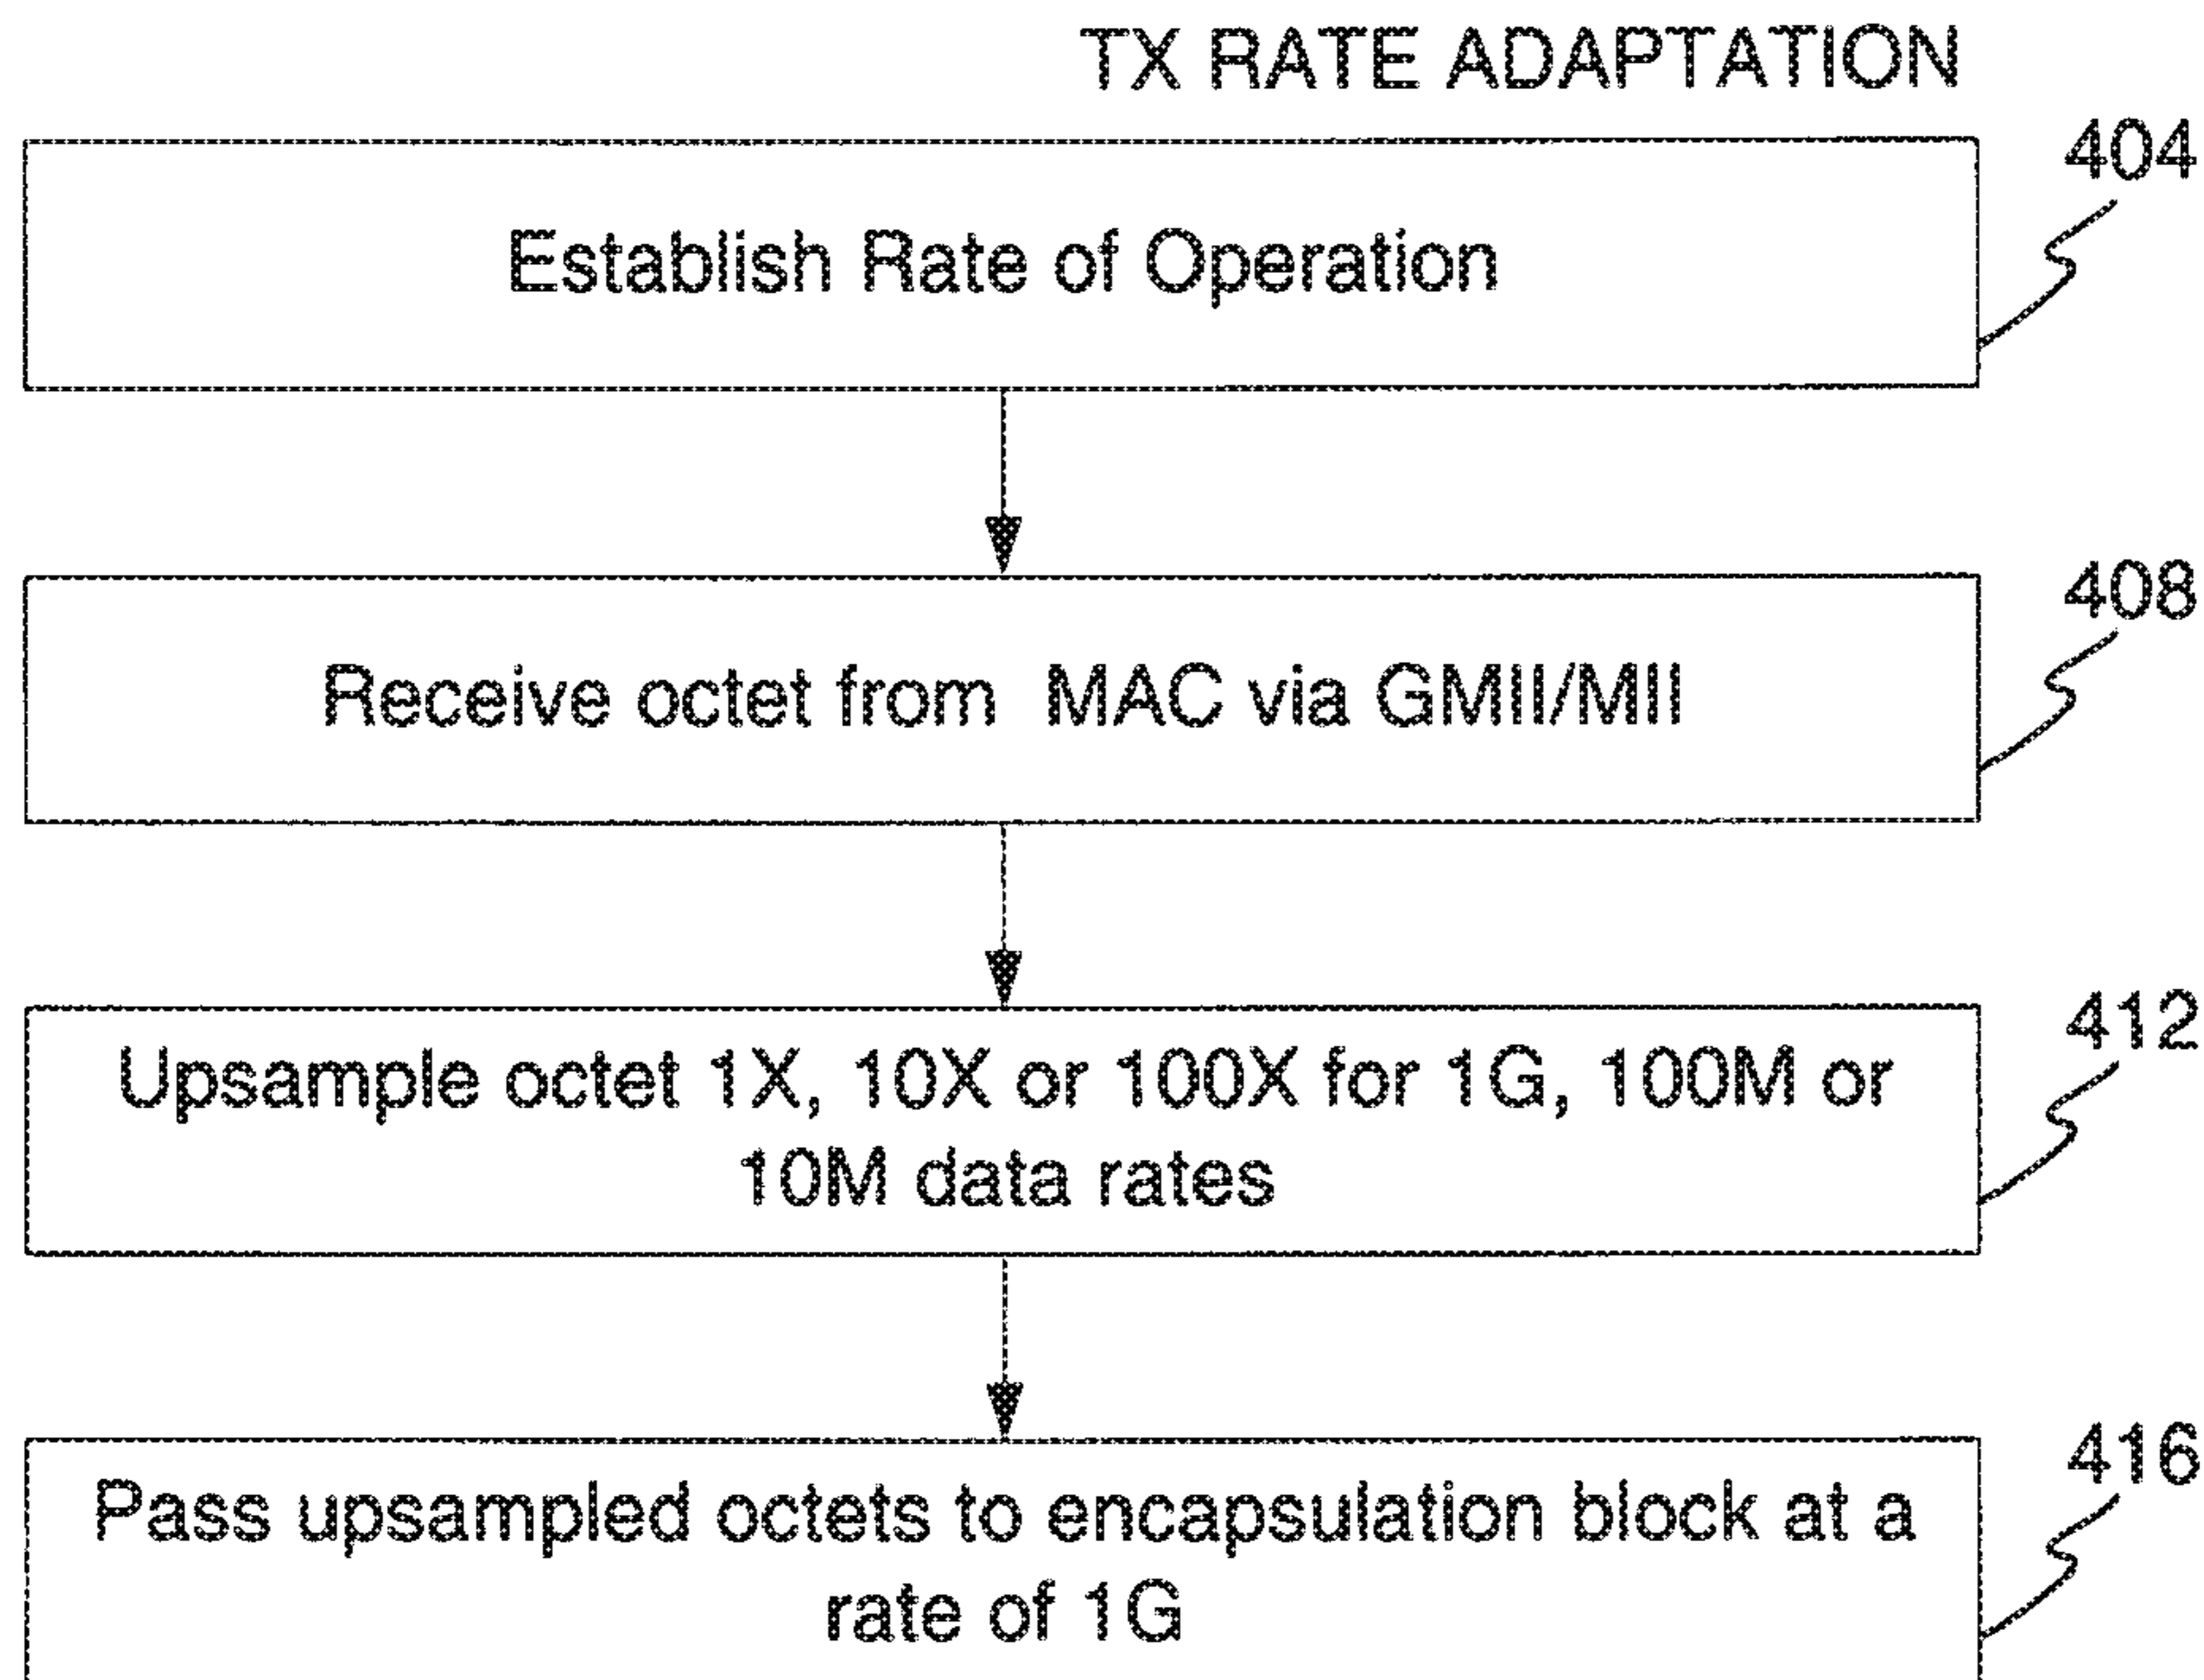 TX RATE ADAPTATION
404
Establish Rate of Operation
408
Receive octet from MAC via GMII/MII
412
Upsample octet 1X, 10X or 100X for 1G, 100M or
10M data rates
416
Pass upsampled octets to encapsulation block at a
rate of 1G